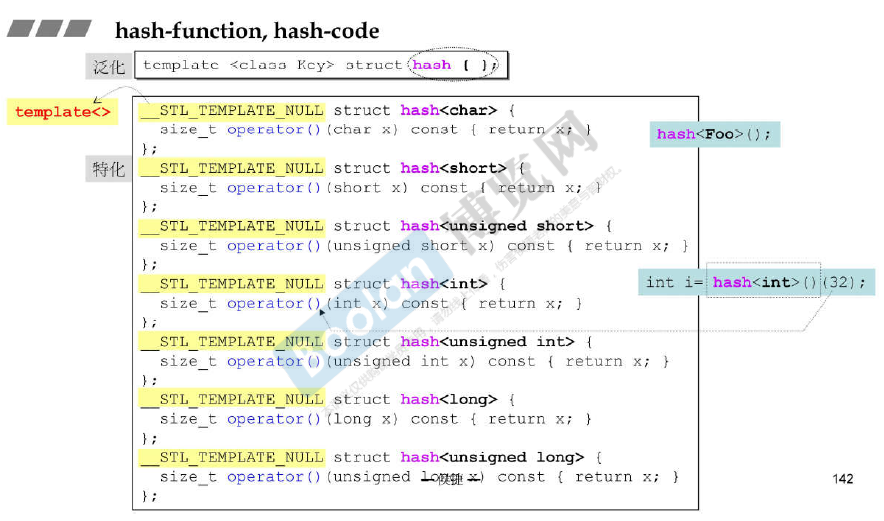 hash-function, hash-code
泛化
template <class Key> struct hash { };
template<>
特化
__STL_TEMPLATE_NULL struct hash<char> {
size_t operator()(char x) const { return x; }
};
__STL_TEMPLATE_NULL struct hash<short> {
size_t operator()(short x) const { return x; }
};
__STL_TEMPLATE_NULL struct hash<unsigned short> {
size_t operator()(unsigned short x) const { return x; }
};
__STL_TEMPLATE_NULL struct hash<int> {
size_t operator()(int x) const { return x; }
};
__STL_TEMPLATE_NULL struct hash<unsigned int> {
size_t operator()(unsigned int x) const { return x; }
};
__STL_TEMPLATE_NULL struct hash<long> {
size_t operator()(long x) const { return x; }
};
__STL_TEMPLATE_NULL struct hash<unsigned long> {
size_t operator()(unsigned long x) const { return x; }
};
hash<Foo>();
int i= hash<int>()(32);
Boolan 博览网
142